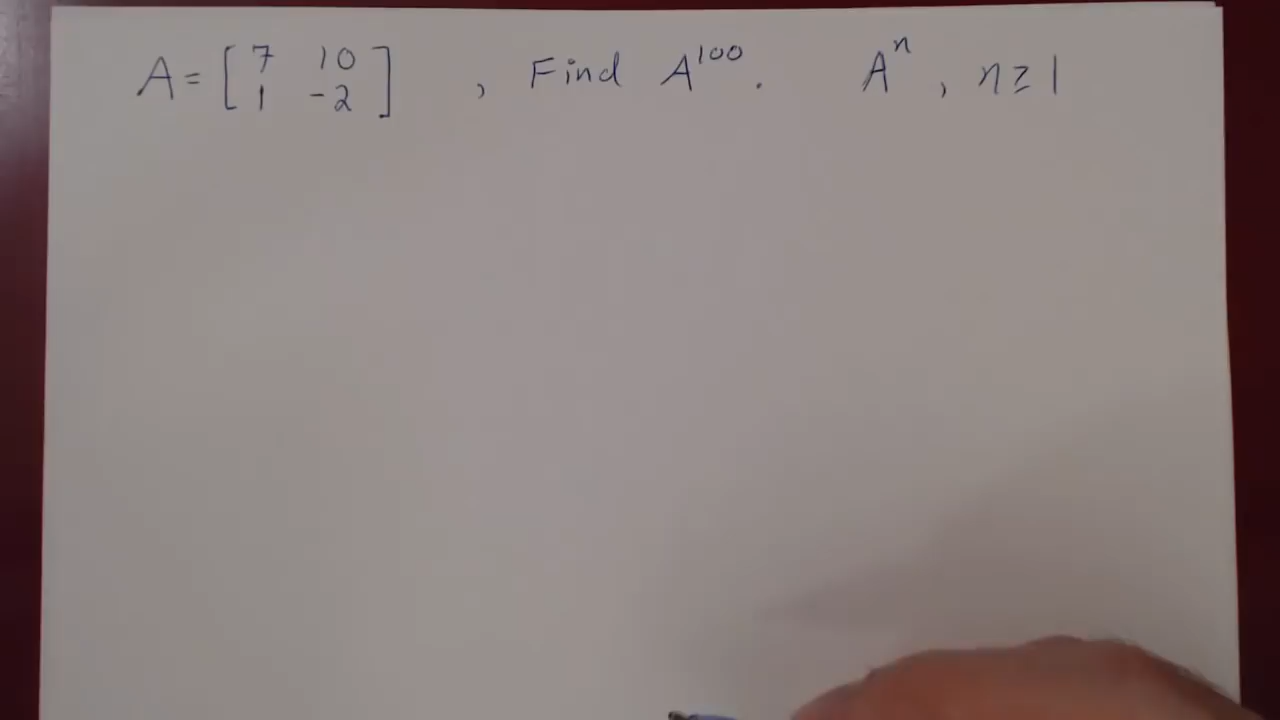 A = [ 7 10 ] , Find A^100 . A^n , n ≥ 1
[ 1 -2 ]